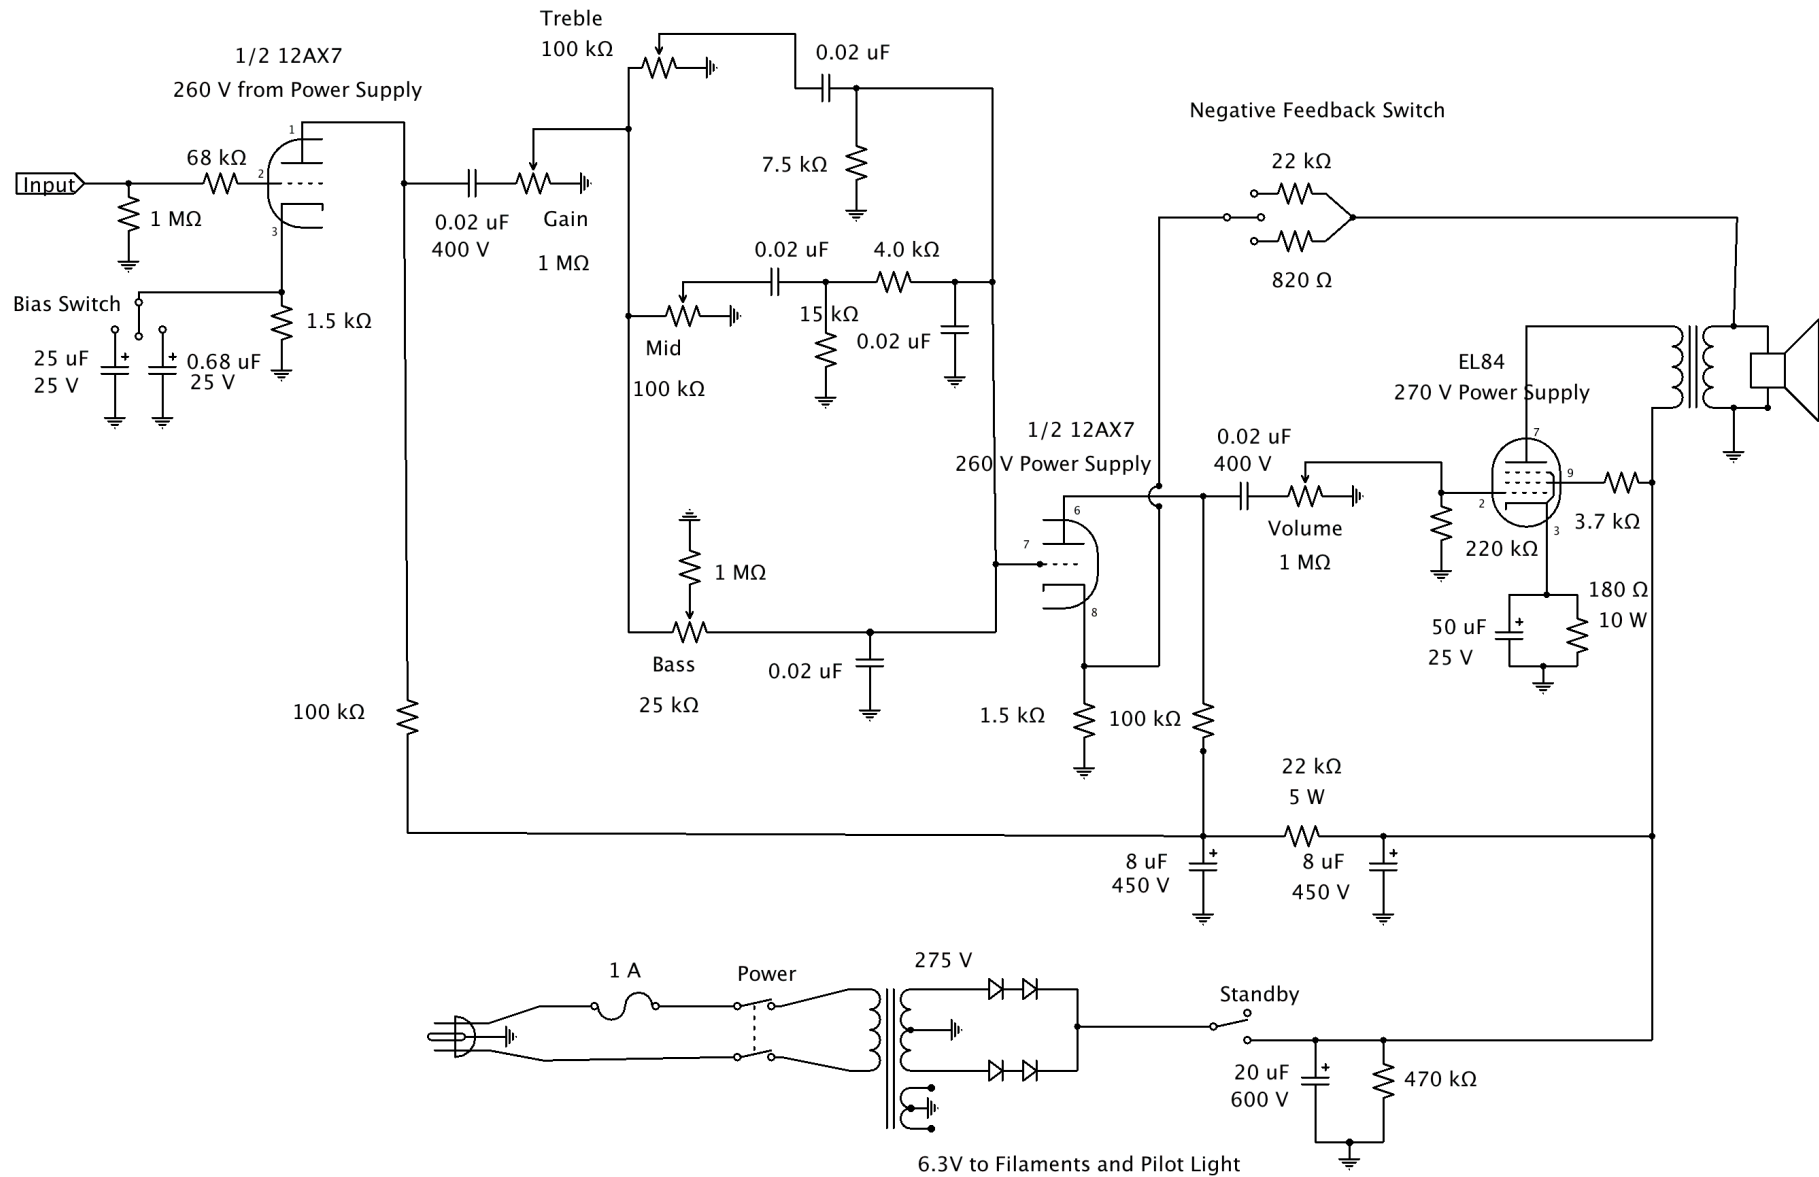 Treble
100 kΩ
1/2 12AX7
260 V from Power Supply
0.02 uF
Negative Feedback Switch
1
68 kΩ
2
Input
1 MΩ
3
0.02 uF
400 V
Gain
1 MΩ
7.5 kΩ
22 kΩ
820 Ω
0.02 uF
4.0 kΩ
15 kΩ
0.02 uF
Mid
100 kΩ
Bias Switch
+
+
25 uF
25 V
0.68 uF
25 V
1.5 kΩ
EL84
270 V Power Supply
7
9
2
3
3.7 kΩ
220 kΩ
1/2 12AX7
260 V Power Supply
0.02 uF
400 V
Volume
1 MΩ
6
7
8
1 MΩ
Bass
25 kΩ
0.02 uF
180 Ω
10 W
+
50 uF
25 V
100 kΩ
1.5 kΩ
100 kΩ
22 kΩ
5 W
+
8 uF
450 V
+
8 uF
450 V
1 A
Power
275 V
Standby
+
20 uF
600 V
470 kΩ
6.3V to Filaments and Pilot Light